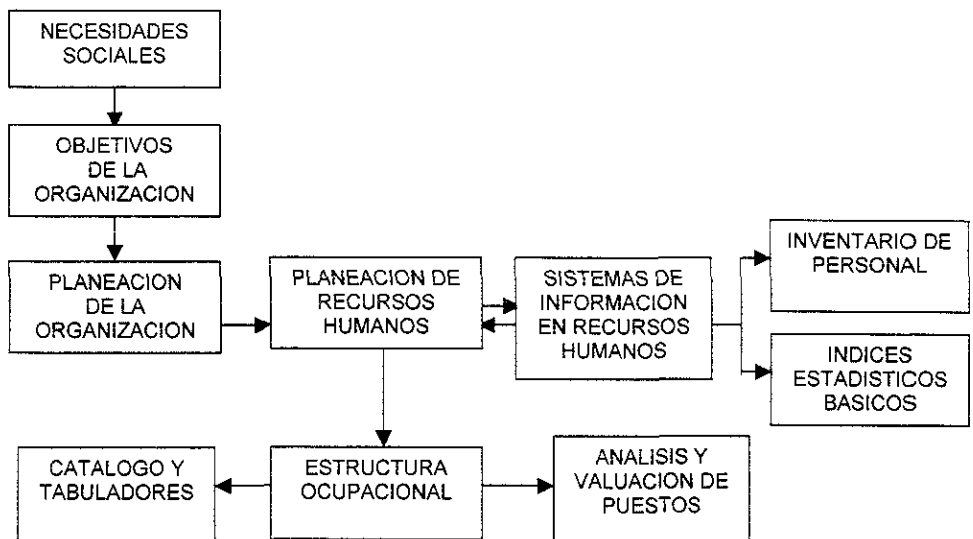 NECESIDADES
SOCIALES
OBJETIVOS
DE LA
ORGANIZACION
PLANEACION
DE LA
ORGANIZACION
PLANEACION DE
RECURSOS
HUMANOS
SISTEMAS DE
INFORMACION
EN RECURSOS
HUMANOS
INVENTARIO DE
PERSONAL
INDICES
ESTADISTICOS
BASICOS
CATALOGO Y
TABULADORES
ESTRUCTURA
OCUPACIONAL
ANALISIS Y
VALUACION DE
PUESTOS